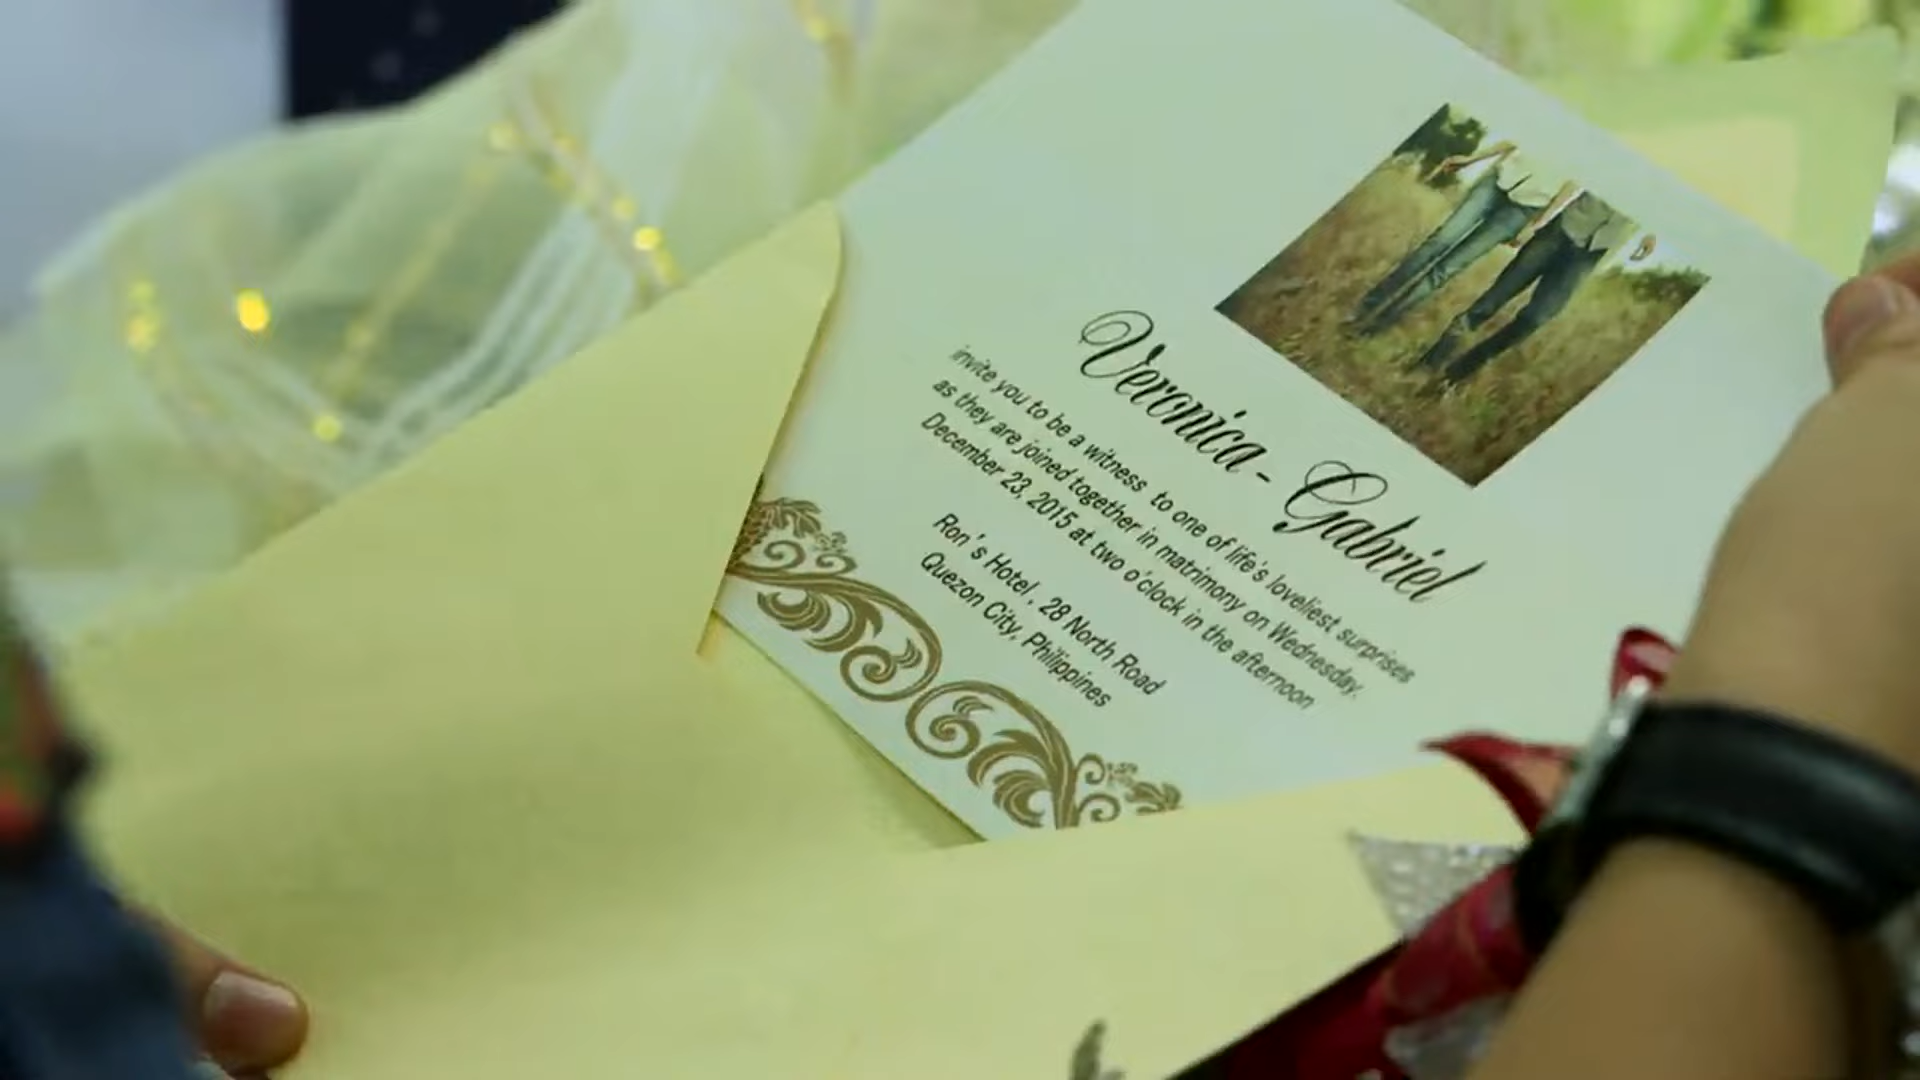 Veronica - Gabriel
invite you to be a witness to one of life's loveliest surprises
as they are joined together in matrimony on Wednesday,
December 23, 2015 at two o'clock in the afternoon
Ron's Hotel, 28 North Road
Quezon City, Philippines